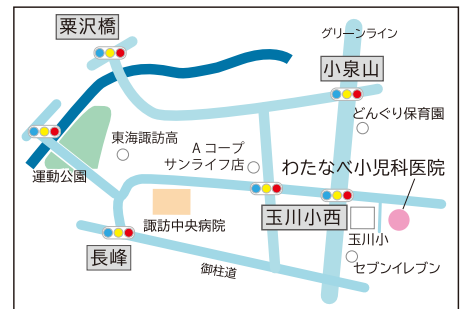 粟沢橋
グリーンライン
小泉山
どんぐり保育園
東海諏訪高
Aコープ
サンライフ店
わたなべ小児科医院
運動公園
諏訪中央病院
玉川小西
玉川小
長峰
御柱道
セブンイレブン